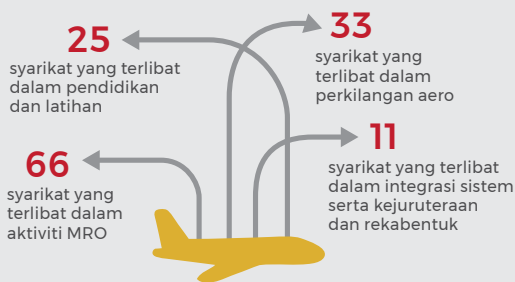 25
syarikat yang terlibat
dalam pendidikan
dan latihan
33
syarikat yang
terlibat dalam
perkilangan aero
66
syarikat yang
terlibat dalam
aktiviti MRO
11
syarikat yang terlibat
dalam integrasi sistem
serta kejuruteraan
dan rekabentuk